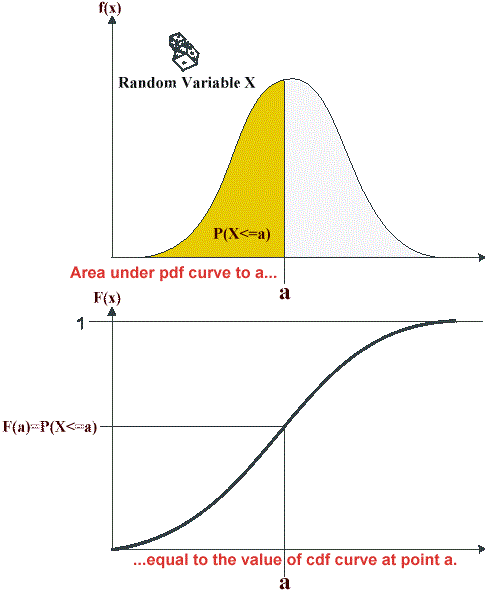 f(x)
Random Variable X
P(X<=a)
Area under pdf curve to a...
a
F(x)
1
F(a)=P(X<=a)
...equal to the value of cdf curve at point a.
a